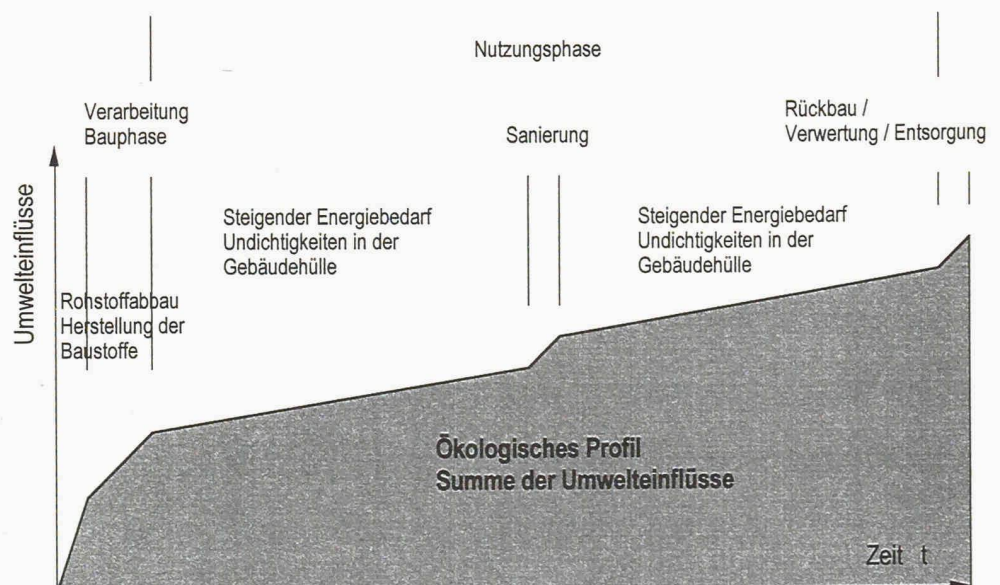 Nutzungsphase
Verarbeitung
Bauphase
Sanierung
Rückbau /
Verwertung / Entsorgung
Umwelteinflüsse
Steigender Energiebedarf
Undichtigkeiten in der
Gebäudehülle
Steigender Energiebedarf
Undichtigkeiten in der
Gebäudehülle
Rohstoffabbau
Herstellung der
Baustoffe
Ökologisches Profil
Summe der Umwelteinflüsse
Zeit t